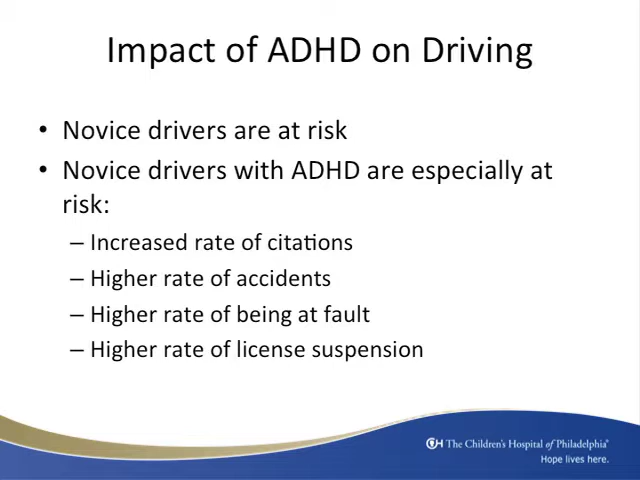 Impact of ADHD on Driving
• Novice drivers are at risk
• Novice drivers with ADHD are especially at
risk:
– Increased rate of citations
– Higher rate of accidents
– Higher rate of being at fault
– Higher rate of license suspension
CH The Children's Hospital of Philadelphia®
Hope lives here.